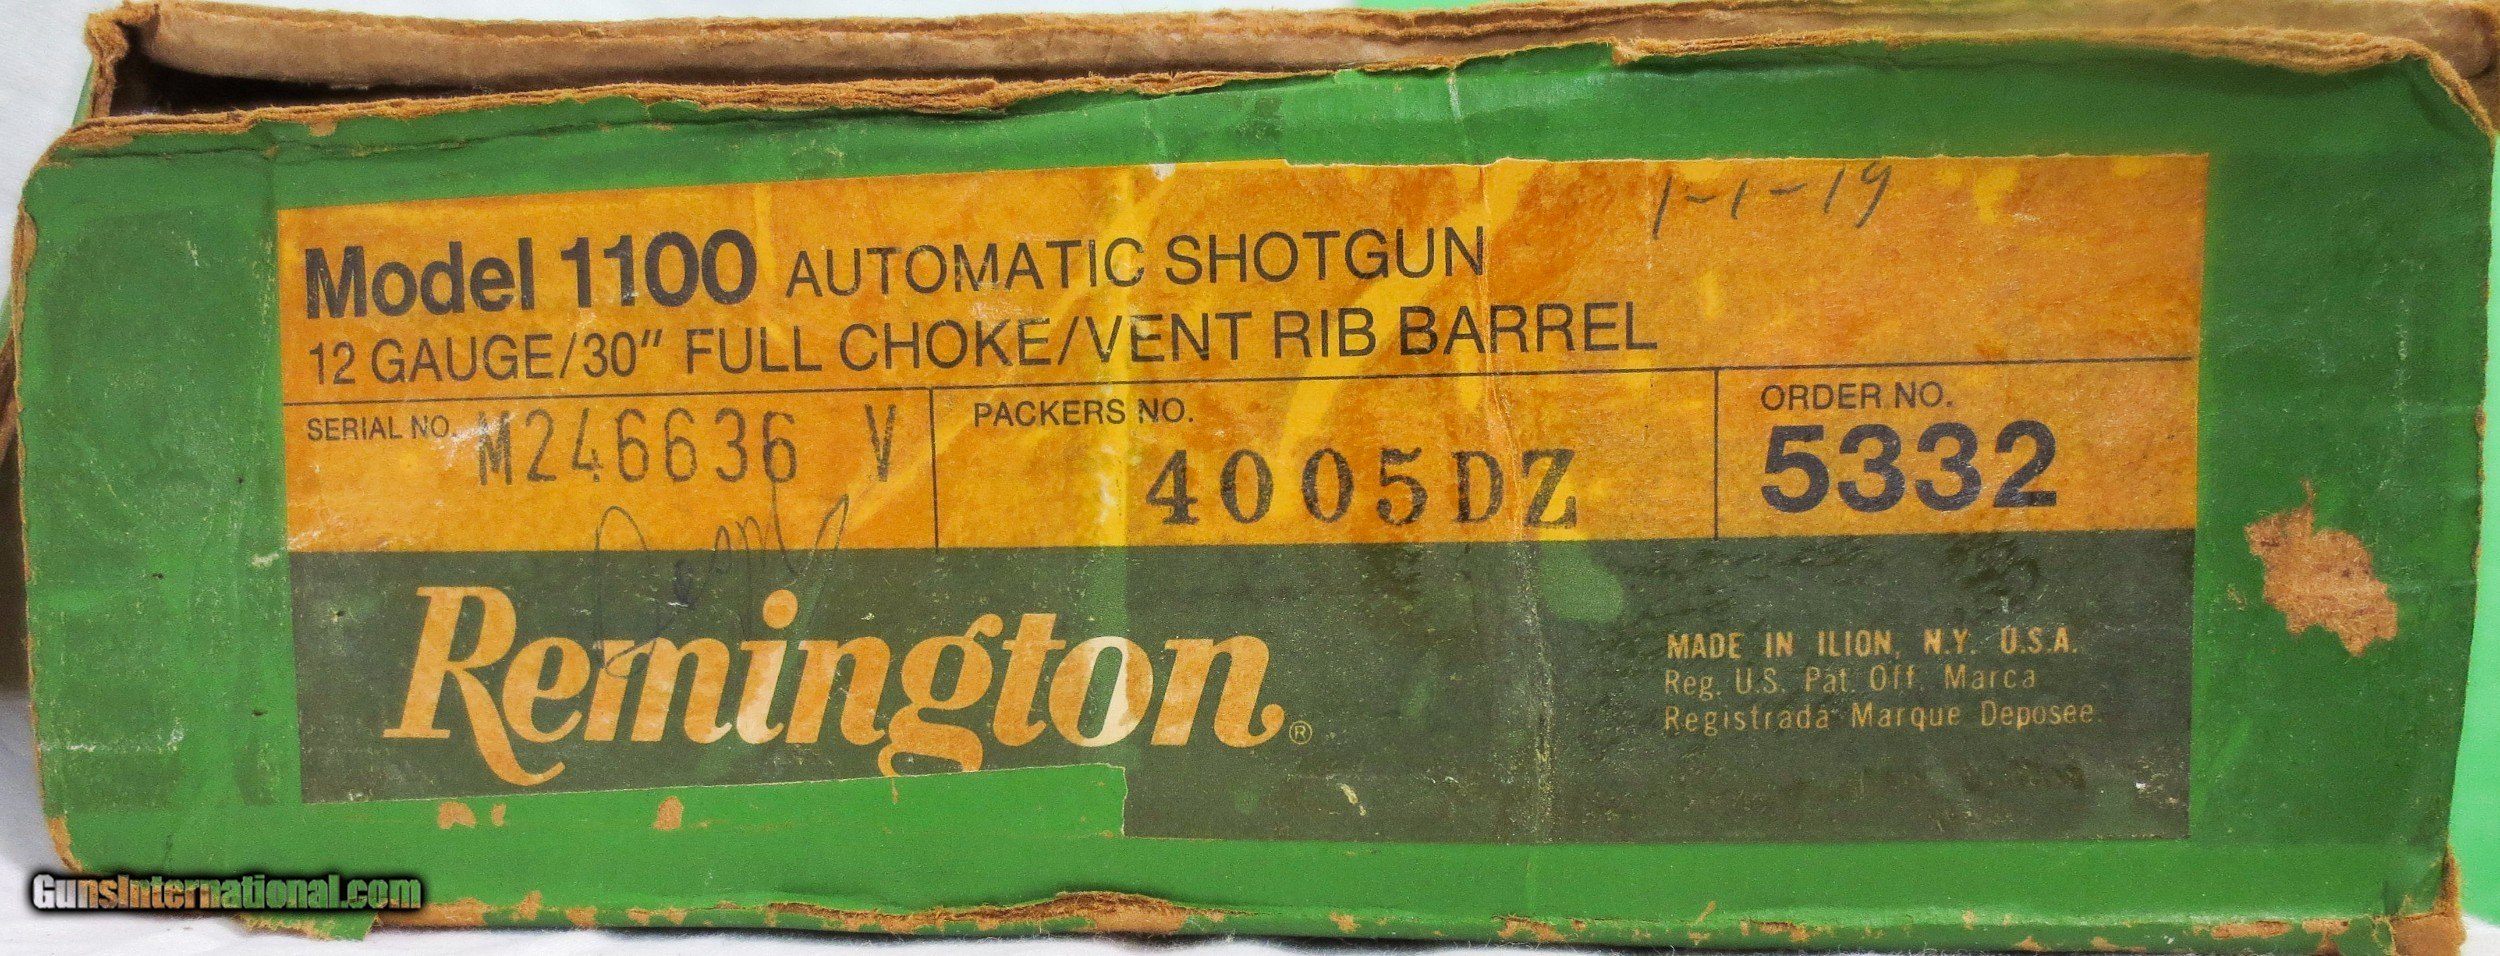 1-1-19
Model 1100 AUTOMATIC SHOTGUN
12 GAUGE/30" FULL CHOKE/VENT RIB BARREL
SERIAL NO. M246636 V
PACKERS NO. 4005DZ
ORDER NO. 5332
Remington®
MADE IN ILION, N.Y. U.S.A.
Reg. U.S. Pat. Off. Marca
Registrada Marque Deposee.
GunsInternational.com